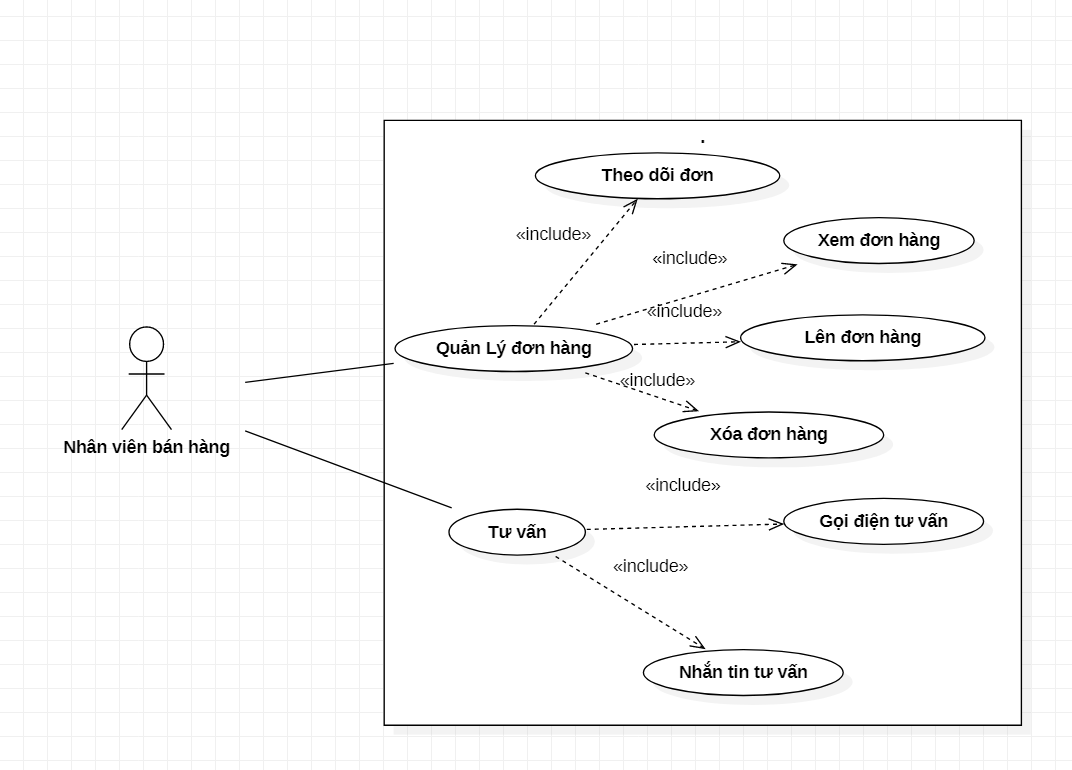 .
Theo dõi đơn
«include»
Xem đơn hàng
«include»
«include»
Lên đơn hàng
Quản Lý đơn hàng
«include»
Xóa đơn hàng
Nhân viên bán hàng
«include»
Gọi điện tư vấn
Tư vấn
«include»
Nhắn tin tư vấn